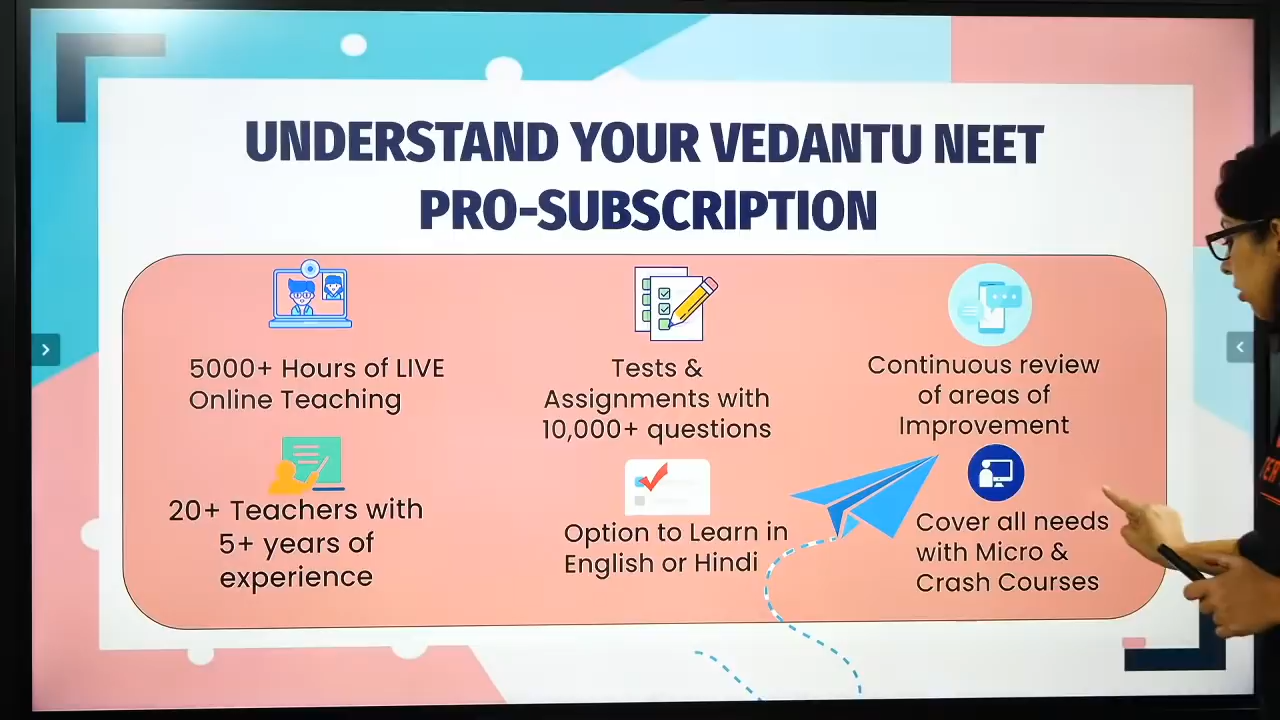 UNDERSTAND YOUR VEDANTU NEET
PRO-SUBSCRIPTION
5000+ Hours of LIVE
Online Teaching
Tests &
Assignments with
10,000+ questions
Continuous review
of areas of
Improvement
20+ Teachers with
5+ years of
experience
Option to Learn in
English or Hindi
Cover all needs
with Micro &
Crash Courses